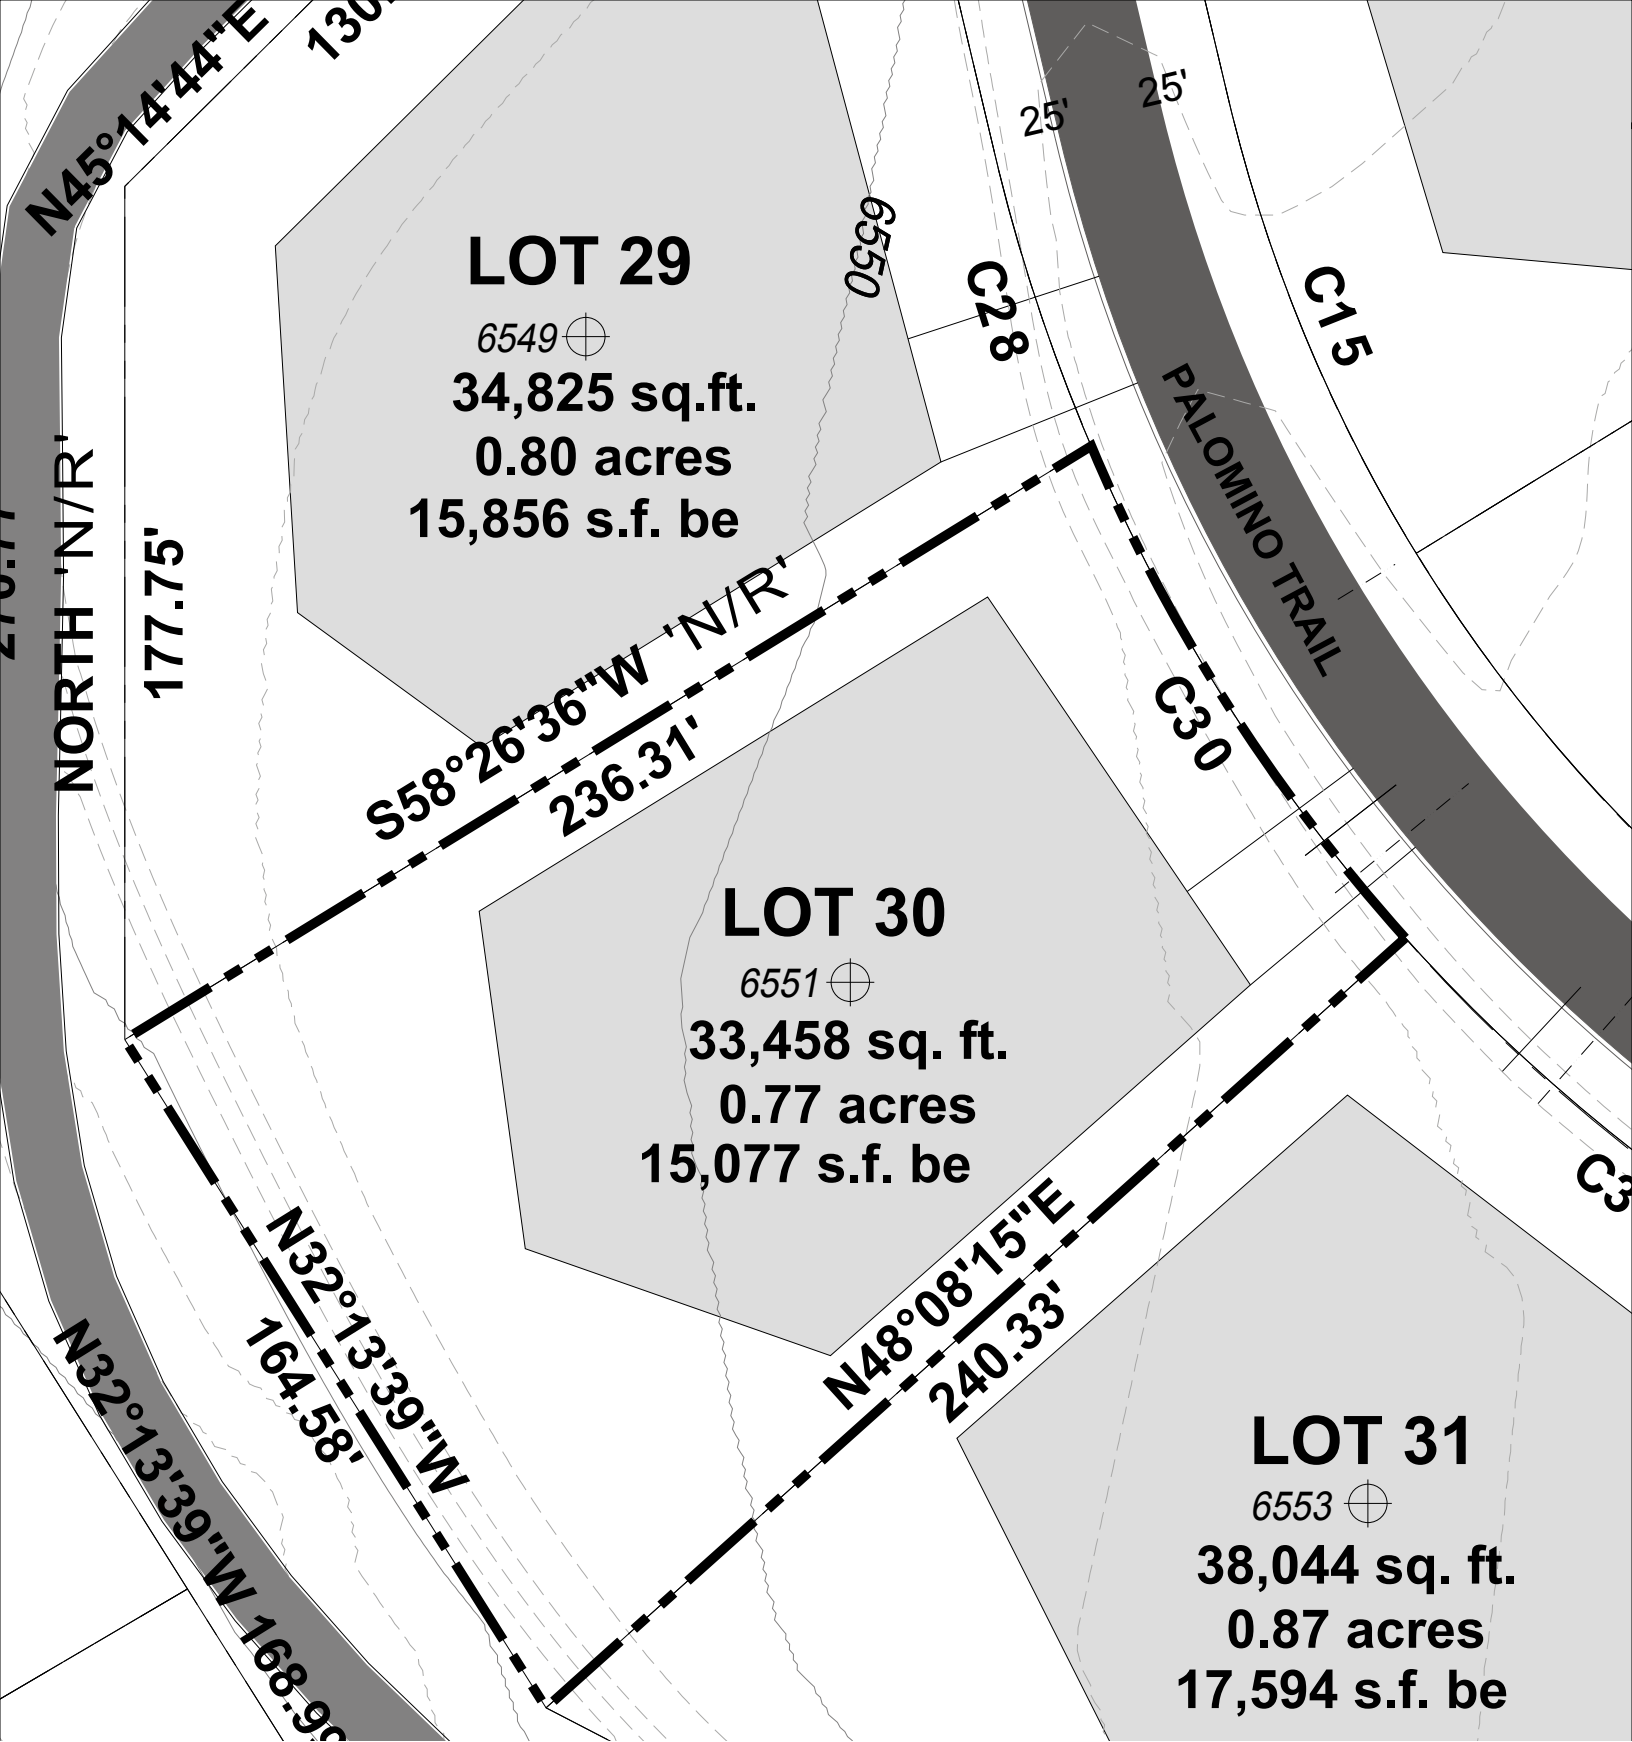 N45°14'44"E
25'
25'
6550
C28
C15
LOT 29
6549
34,825 sq.ft.
0.80 acres
15,856 s.f. be
NORTH 'N/R'
177.75'
PALOMINO TRAIL
S58°26'36"W 'N/R'
236.31'
C30
LOT 30
6551
33,458 sq. ft.
0.77 acres
15,077 s.f. be
N32°13'39"W
164.58'
N48°08'15"E
240.33'
N32°13'39"W 168.99
LOT 31
6553
38,044 sq. ft.
0.87 acres
17,594 s.f. be